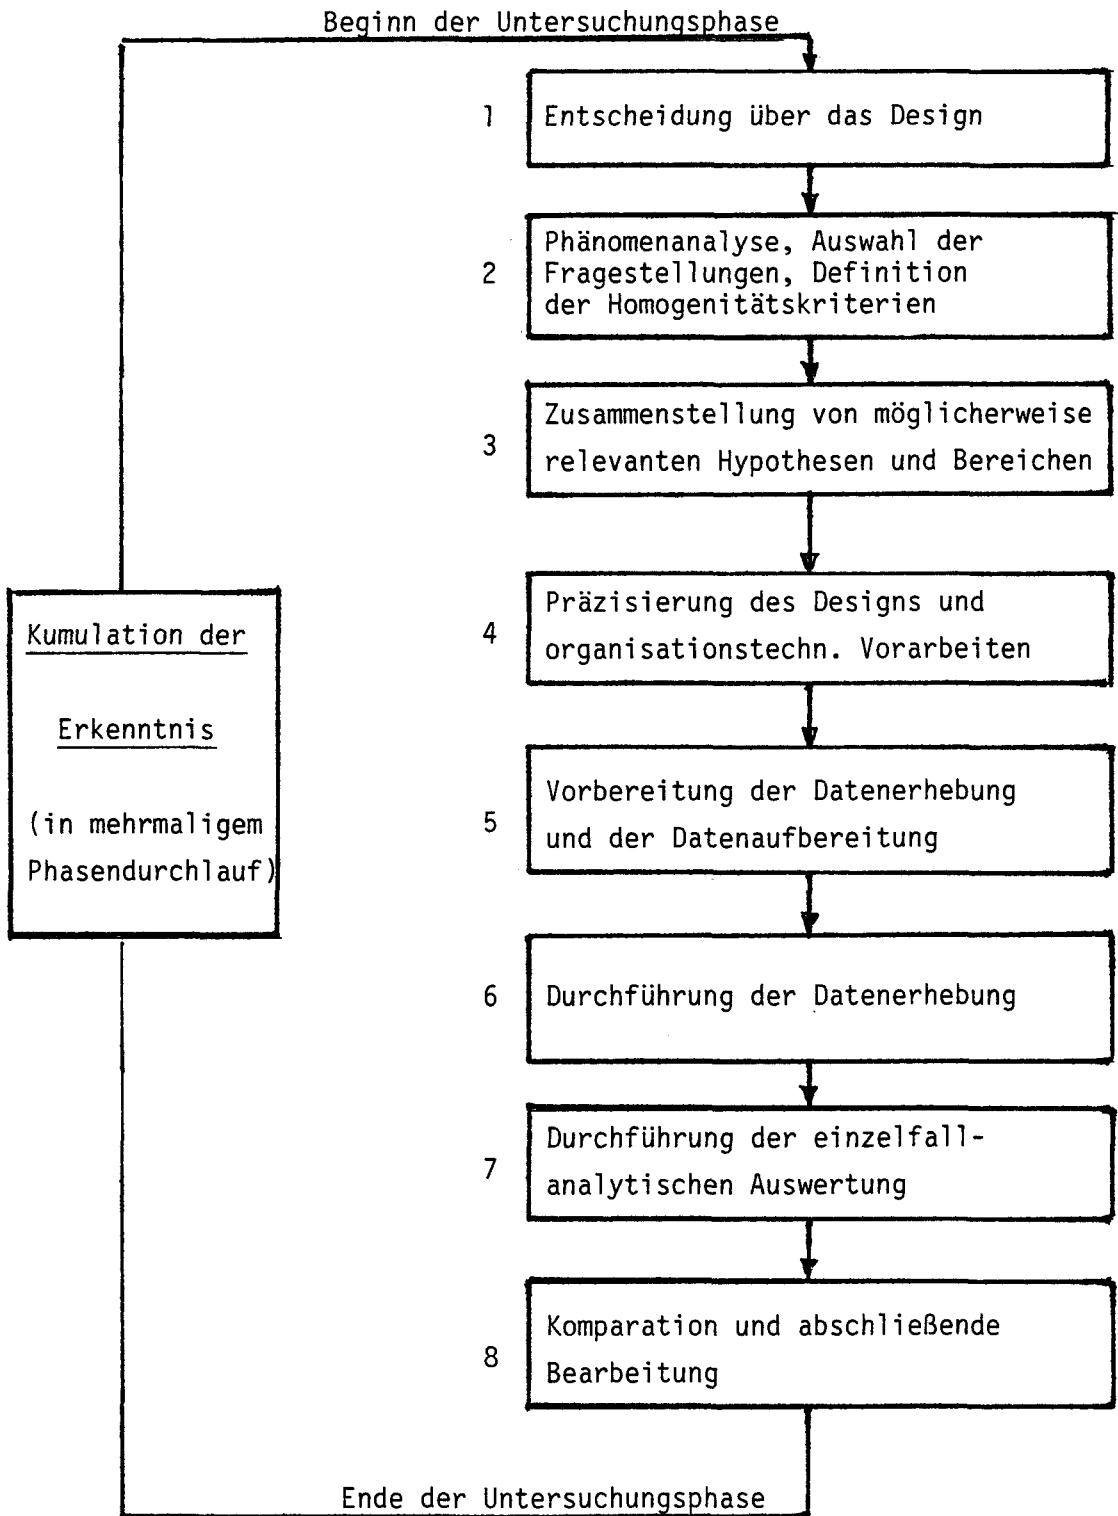 Beginn der Untersuchungsphase
1
Entscheidung über das Design
2
Phänomenanalyse, Auswahl der
Fragestellungen, Definition
der Homogenitätskriterien
3
Zusammenstellung von möglicherweise
relevanten Hypothesen und Bereichen
4
Präzisierung des Designs und
organisationstechn. Vorarbeiten
Kumulation der
Erkenntnis
(in mehrmaligem
Phasendurchlauf)
5
Vorbereitung der Datenerhebung
und der Datenaufbereitung
6
Durchführung der Datenerhebung
7
Durchführung der einzelfall-
analytischen Auswertung
8
Komparation und abschließende
Bearbeitung
Ende der Untersuchungsphase